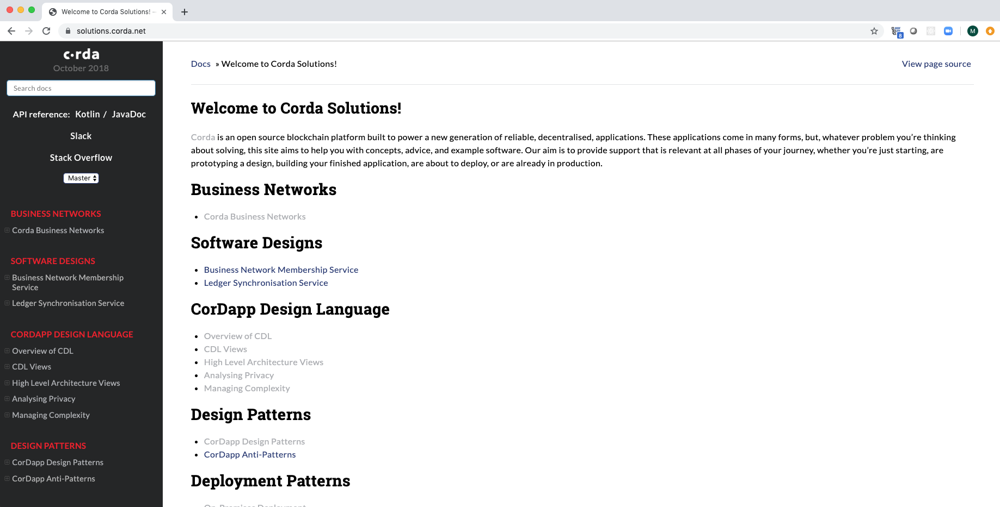 Welcome to Corda Solutions! –
solutions.corda.net
8
M
c·rda
October 2018
Search docs
API reference: Kotlin / JavaDoc
Slack
Stack Overflow
Master
BUSINESS NETWORKS
Corda Business Networks
SOFTWARE DESIGNS
Business Network Membership
Service
Ledger Synchronisation Service
CORDAPP DESIGN LANGUAGE
Overview of CDL
CDL Views
High Level Architecture Views
Analysing Privacy
Managing Complexity
DESIGN PATTERNS
CorDapp Design Patterns
CorDapp Anti-Patterns
Docs » Welcome to Corda Solutions!
View page source
Welcome to Corda Solutions!
Corda is an open source blockchain platform built to power a new generation of reliable, decentralised, applications. These applications come in many forms, but, whatever problem you’re thinking
about solving, this site aims to help you with concepts, advice, and example software. Our aim is to provide support that is relevant at all phases of your journey, whether you’re just starting, are
prototyping a design, building your finished application, are about to deploy, or are already in production.
Business Networks
• Corda Business Networks
Software Designs
• Business Network Membership Service
• Ledger Synchronisation Service
CorDapp Design Language
• Overview of CDL
• CDL Views
• High Level Architecture Views
• Analysing Privacy
• Managing Complexity
Design Patterns
• CorDapp Design Patterns
• CorDapp Anti-Patterns
Deployment Patterns
On-Premises Deployment